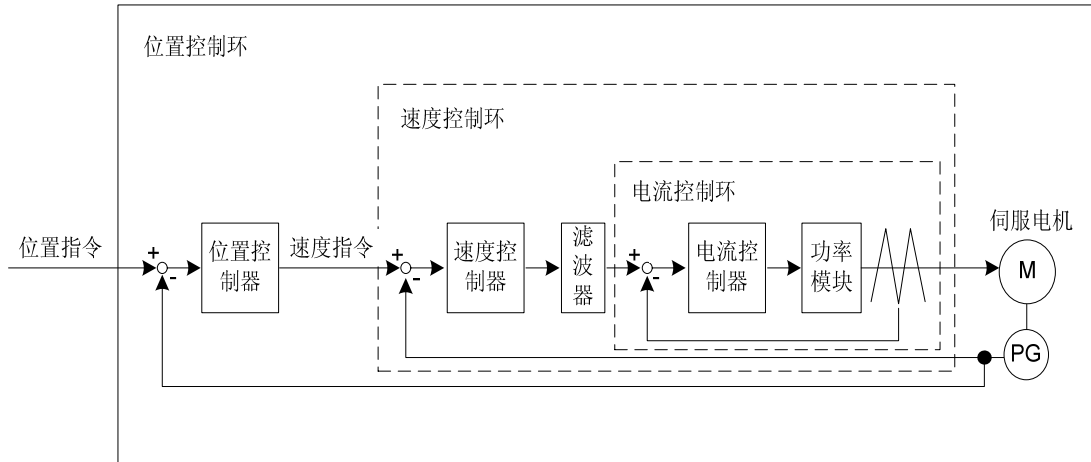 位置控制环
速度控制环
电流控制环
伺服电机
位置指令
+
-
位置控
制器
速度指令
+
-
速度控
制器
滤
波
器
+
-
电流控
制器
功率
模块
M
PG